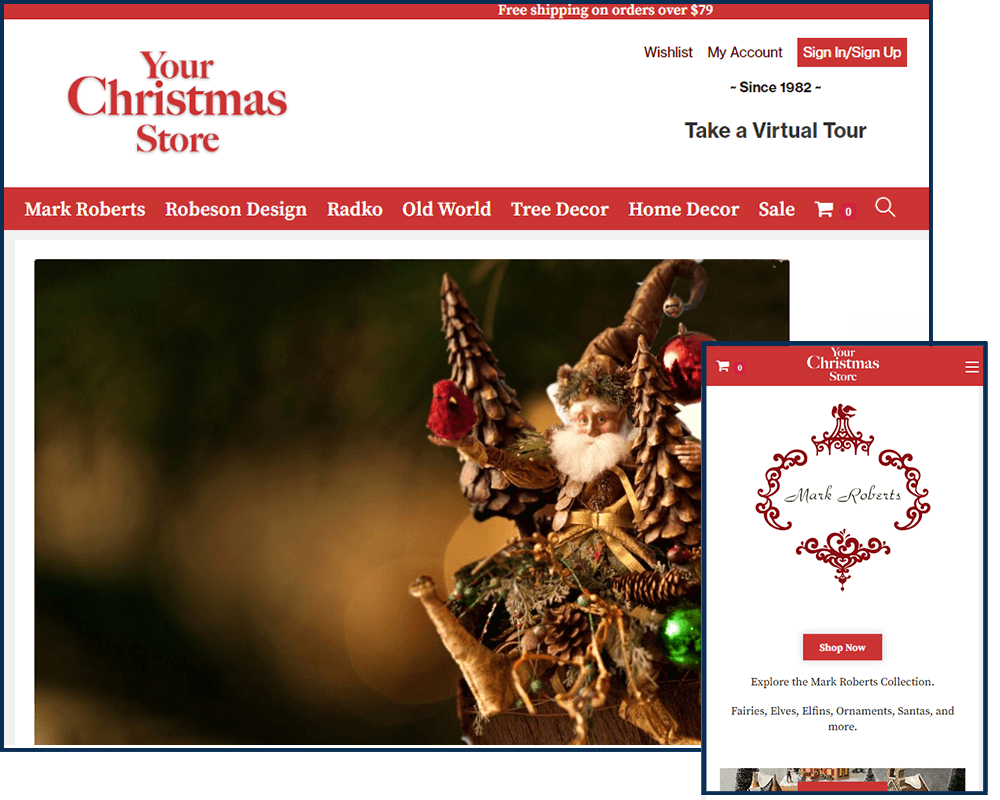 Free shipping on orders over $79
Your
Christmas
Store
Wishlist My Account Sign In/Sign Up
~ Since 1982 ~
Take a Virtual Tour
Mark Roberts Robeson Design Radko Old World Tree Decor Home Decor Sale 0
0
Your
Christmas
Store
Mark Roberts
Shop Now
Explore the Mark Roberts Collection.
Fairies, Elves, Elfins, Ornaments, Santas, and
more.